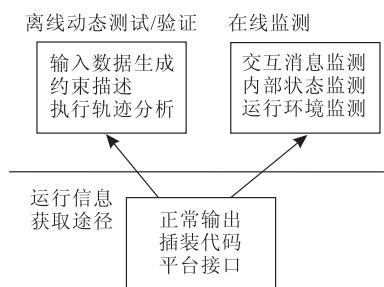 离线动态测试/验证
在线监测
输入数据生成
约束描述
执行轨迹分析
交互消息监测
内部状态监测
运行环境监测
运行信息
获取途径
正常输出
插装代码
平台接口